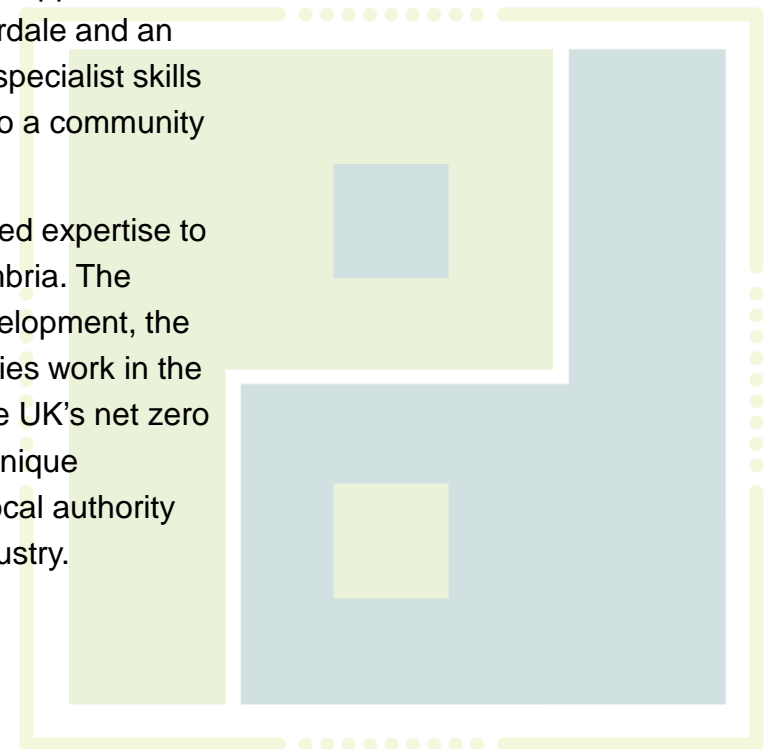 rdale and an
specialist skills
o a community
ed expertise to
nbria. The
elopment, the
ies work in the
e UK's net zero
nique
ocal authority
ustry.